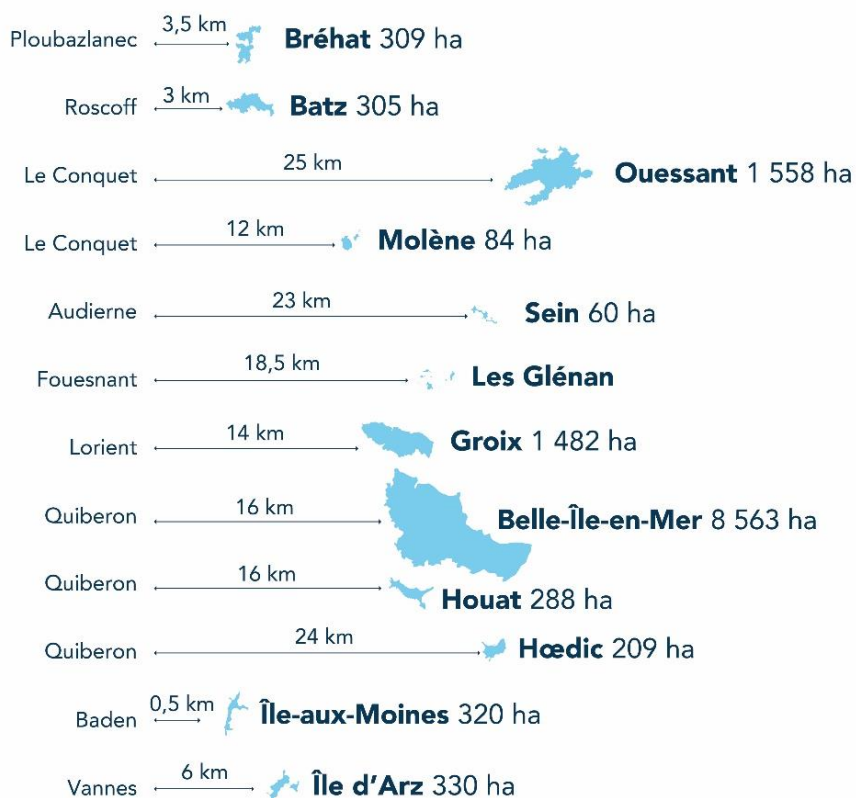 Ploubazlanec 3,5 km Bréhat 309 ha
Roscoff 3 km Batz 305 ha
Le Conquet 25 km Ouessant 1 558 ha
Le Conquet 12 km Molène 84 ha
Audierne 23 km Sein 60 ha
Fouesnant 18,5 km Les Glénan
Lorient 14 km Groix 1 482 ha
Quiberon 16 km Belle-Île-en-Mer 8 563 ha
Quiberon 16 km Houat 288 ha
Quiberon 24 km Hœdic 209 ha
Baden 0,5 km Île-aux-Moines 320 ha
Vannes 6 km Île d’Arz 330 ha